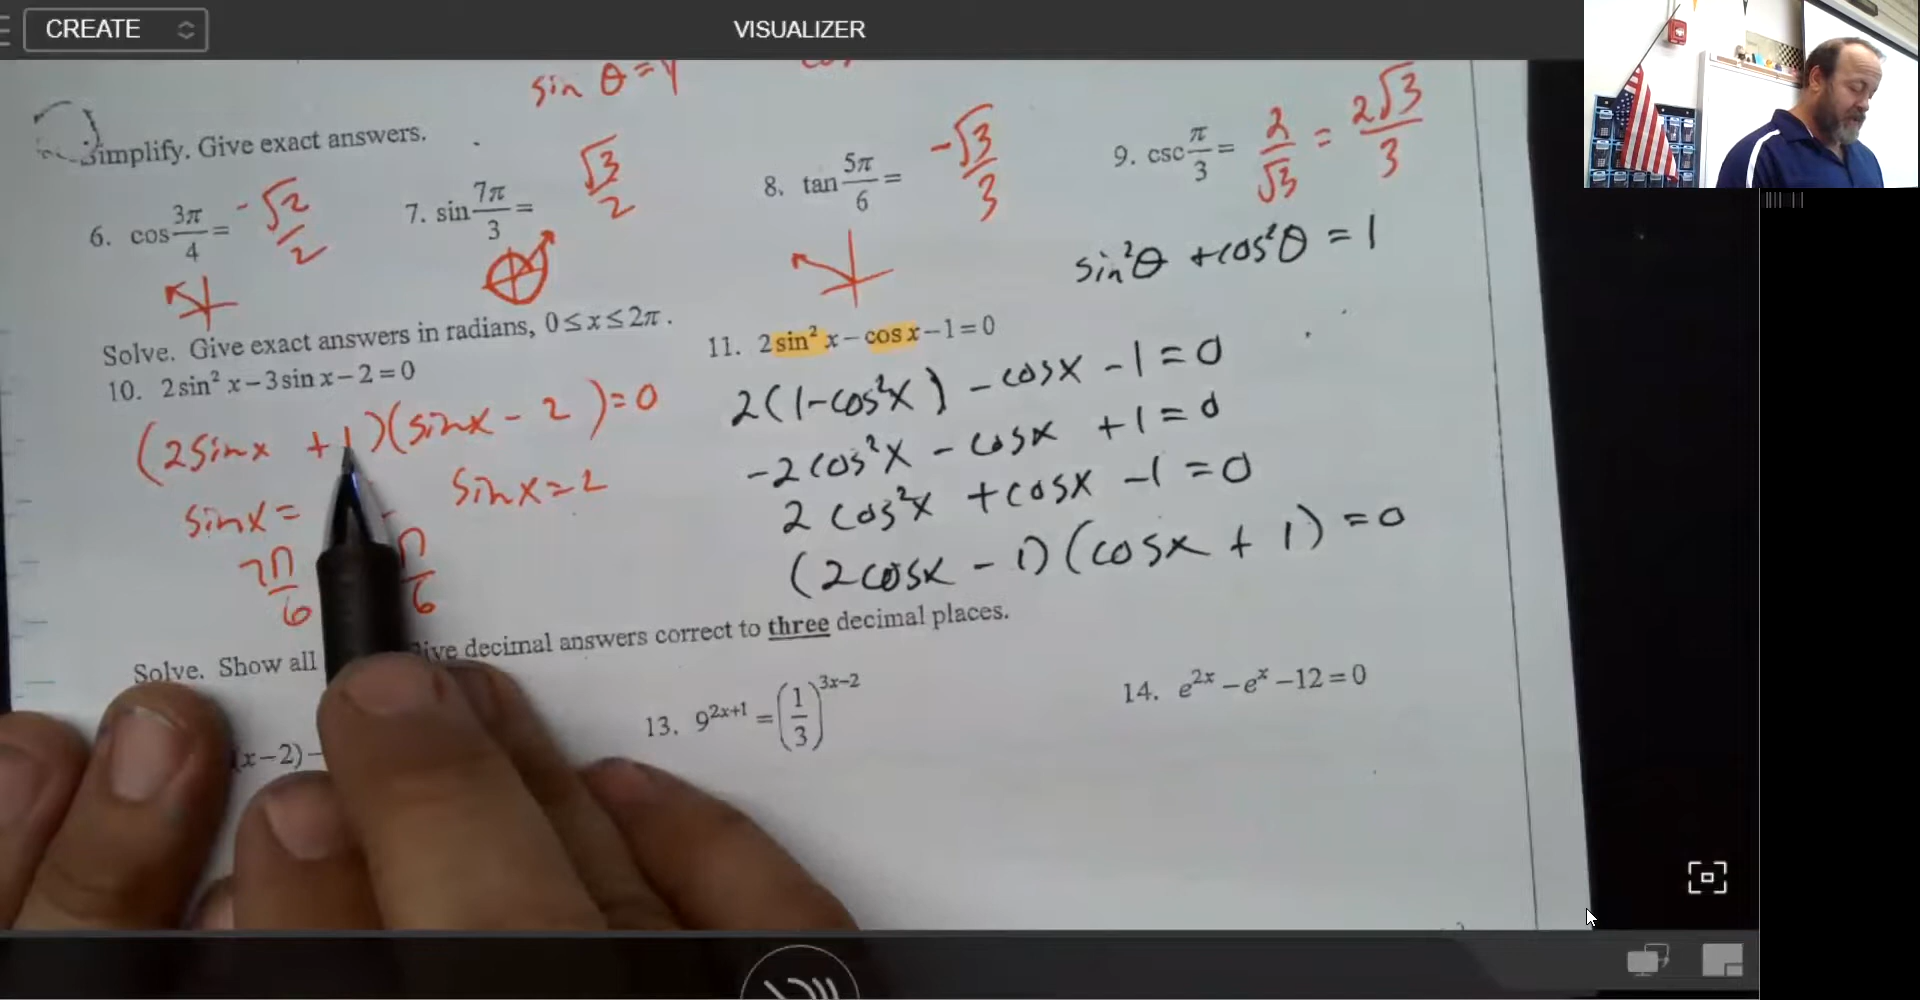 CREATE
VISUALIZER
sin θ = y
Simplify. Give exact answers.
6. cos 3π/4 = -√2/2
7. sin 7π/3 = √3/2
8. tan 5π/6 = -√3/3
9. csc π/3 = 2/√3 = 2√3/3
sin²θ + cos²θ = 1
Solve. Give exact answers in radians, 0 ≤ x ≤ 2π.
10. 2sin² x − 3sin x − 2 = 0
(2sinx + 1)(sinx - 2) = 0
sinx =
sinx = 2
7π/6
π/6
11. 2sin² x − cos x − 1 = 0
2(1-cos²x) - cosx - 1 = 0
-2cos²x - cosx + 1 = 0
2cos²x + cosx - 1 = 0
(2cosx - 1)(cosx + 1) = 0
Solve. Show all
ive decimal answers correct to three decimal places.
(x−2)−
13. 9^(2x+1) = (1/3)^(3x−2)
14. e^(2x) − e^x − 12 = 0